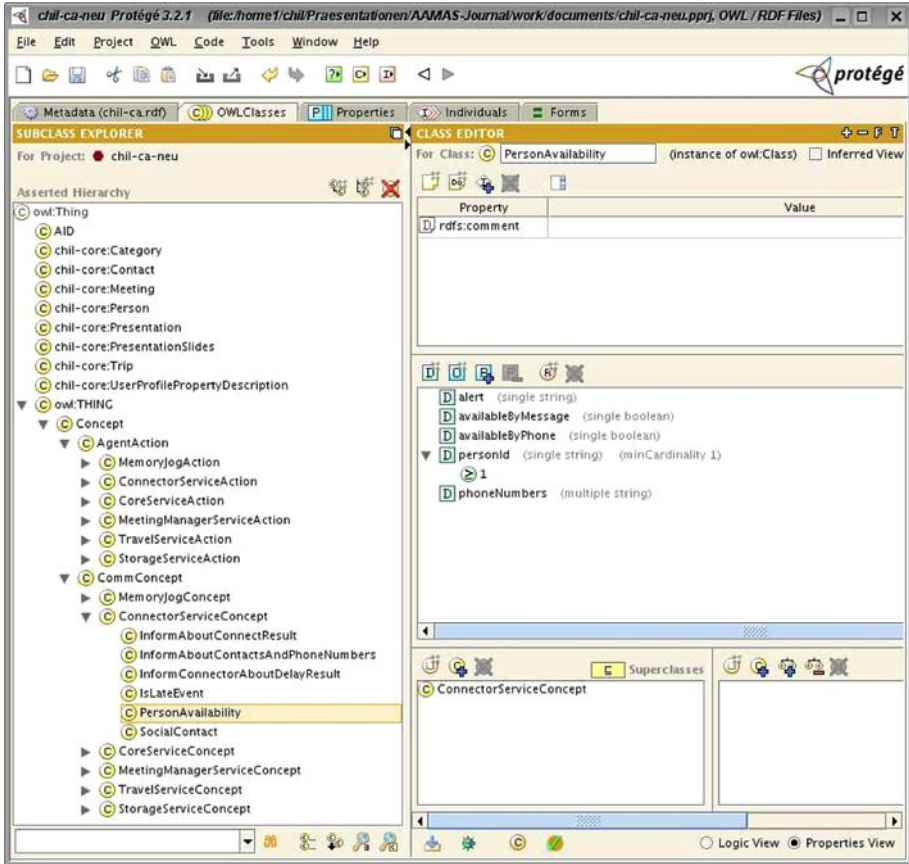 chil-ca-neu Protégé 3.2.1 (file:/home1/chil/Praesentationen/AAMAS-Journal/work/documents/chil-ca-neu.pprj, OWL / RDF Files)
File Edit Project OWL Code Tools Window Help
protégé
Metadata (chil-ca.rdf) OWLClasses Properties Individuals Forms
SUBCLASS EXPLORER
For Project: chil-ca-neu
Asserted Hierarchy
owl:Thing
AID
chil-core:Category
chil-core:Contact
chil-core:Meeting
chil-core:Person
chil-core:Presentation
chil-core:PresentationSlides
chil-core:Trip
chil-core:UserProfilePropertyDescription
owl:THING
Concept
AgentAction
MemoryJogAction
ConnectorServiceAction
CoreServiceAction
MeetingManagerServiceAction
TravelServiceAction
StorageServiceAction
CommConcept
MemoryJogConcept
ConnectorServiceConcept
InformAboutConnectResult
InformAboutContactsAndPhoneNumbers
InformConnectorAboutDelayResult
IsLateEvent
PersonAvailability
SocialContact
CoreServiceConcept
MeetingManagerServiceConcept
TravelServiceConcept
StorageServiceConcept
CLASS EDITOR
For Class: PersonAvailability (instance of owl:Class) Inferred View
Property Value
rdfs:comment
alert (single string)
availableByMessage (single boolean)
availableByPhone (single boolean)
personId (single string) (minCardinality 1)
1
phoneNumbers (multiple string)
Superclasses
ConnectorServiceConcept
Logic View Properties View